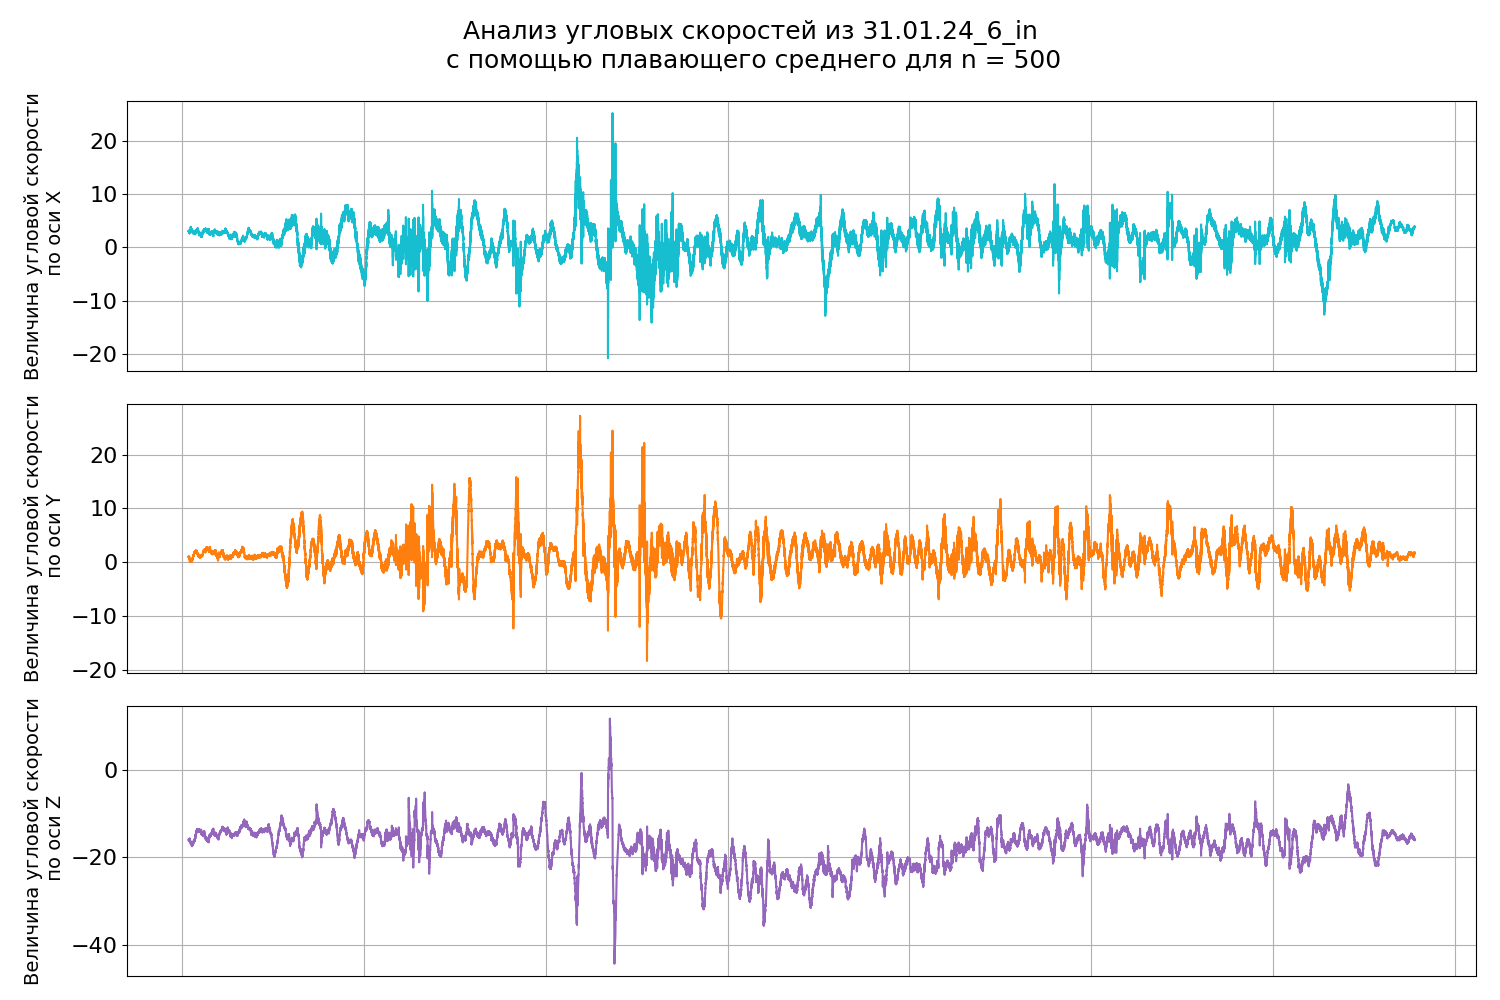 Анализ угловых скоростей из 31.01.24_6_in
с помощью плавающего среднего для n = 500
Величина угловой скорости
по оси X
20
10
0
−10
−20
Величина угловой скорости
по оси Y
20
10
0
−10
−20
Величина угловой скорости
по оси Z
0
−20
−40